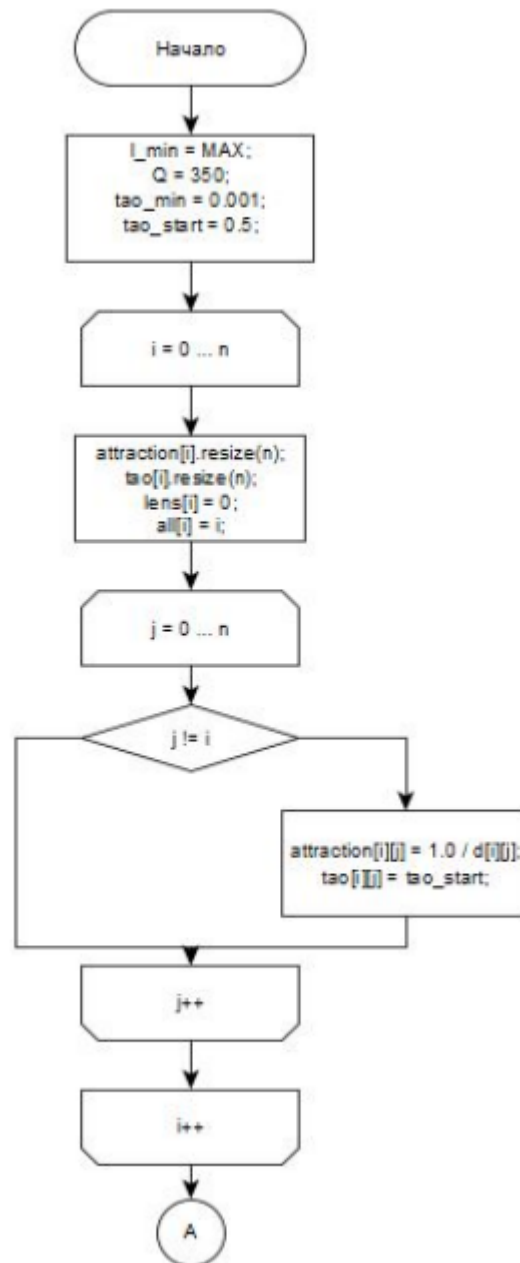 Начало
l_min = MAX;
Q = 350;
tao_min = 0.001;
tao_start = 0.5;
i = 0 ... n
attraction[i].resize(n);
tao[i].resize(n);
lens[i] = 0;
all[i] = i;
j = 0 ... n
j != i
attraction[i][j] = 1.0 / d[i][j];
tao[i][j] = tao_start;
j++
i++
A